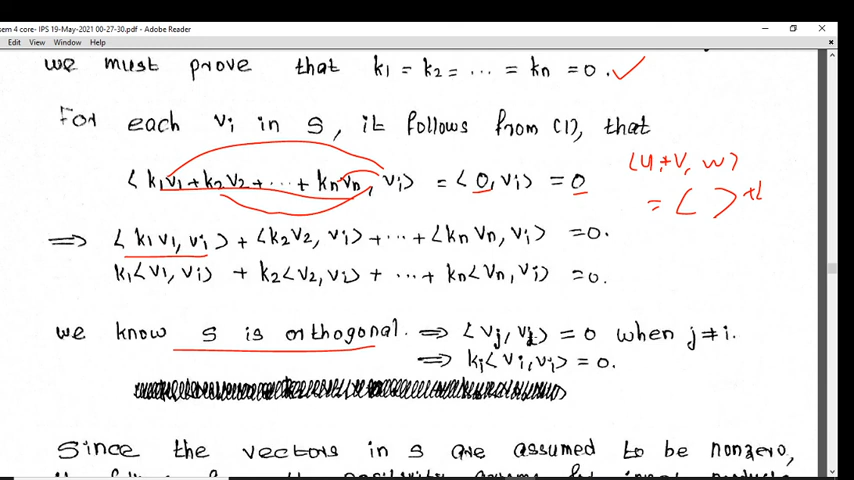 sem 4 core- IPS 19-May-2021 00-27-30.pdf - Adobe Reader
Edit View Window Help
we must prove that k1 = k2 = ... = kn = 0. ✓
For each vi in S, it follows from (1), that
⟨k1v1 + k2v2 + ... + knvn, vi⟩ = ⟨0, vi⟩ = 0
⟨u + v, w⟩
= ⟨ ⟩ +
⟹ ⟨k1v1, vi⟩ + ⟨k2v2, vi⟩ + ... + ⟨knvn, vi⟩ = 0.
k1⟨v1, vi⟩ + k2⟨v2, vi⟩ + ... + kn⟨vn, vi⟩ = 0.
we know S is orthogonal. ⟹ ⟨vj, vi⟩ = 0 when j ≠ i.
⟹ ki⟨vi, vi⟩ = 0.
Since the vectors in S are assumed to be nonzero,